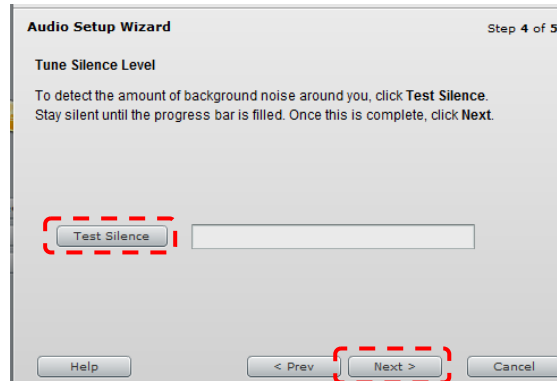 Audio Setup Wizard
Step 4 of 5
Tune Silence Level
To detect the amount of background noise around you, click Test Silence.
Stay silent until the progress bar is filled. Once this is complete, click Next.
Test Silence
Help
< Prev
Next >
Cancel